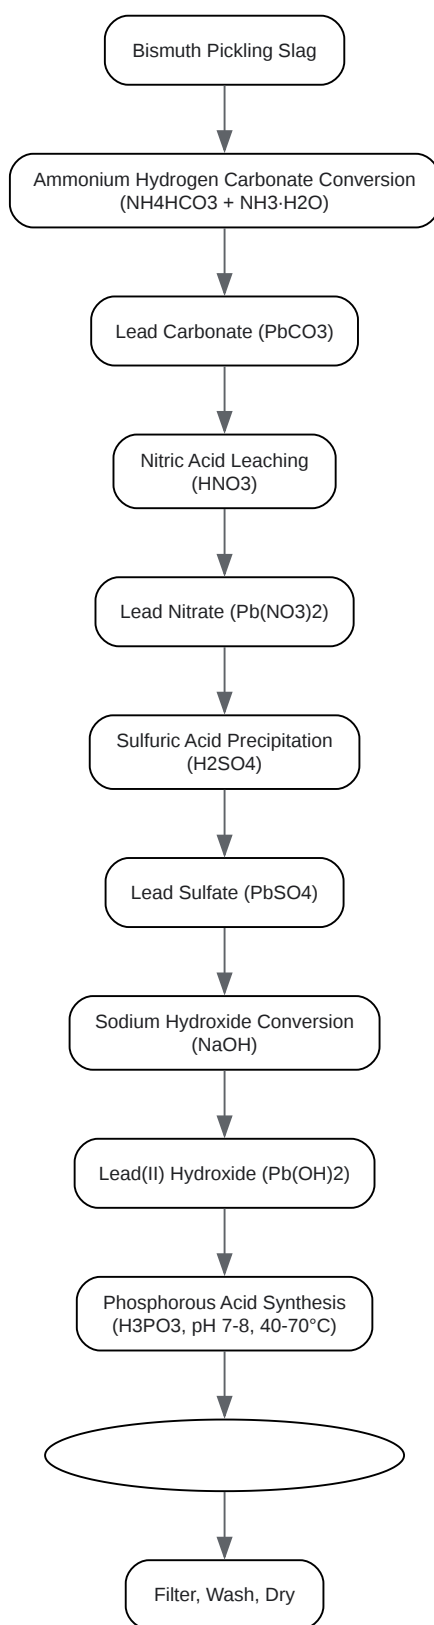 Bismuth Pickling Slag
Ammonium Hydrogen Carbonate Conversion
(NH4HCO3 + NH3·H2O)
Lead Carbonate (PbCO3)
Nitric Acid Leaching
(HNO3)
Lead Nitrate (Pb(NO3)2)
Sulfuric Acid Precipitation
(H2SO4)
Lead Sulfate (PbSO4)
Sodium Hydroxide Conversion
(NaOH)
Lead(II) Hydroxide (Pb(OH)2)
Phosphorous Acid Synthesis
(H3PO3, pH 7-8, 40-70°C)
Filter, Wash, Dry